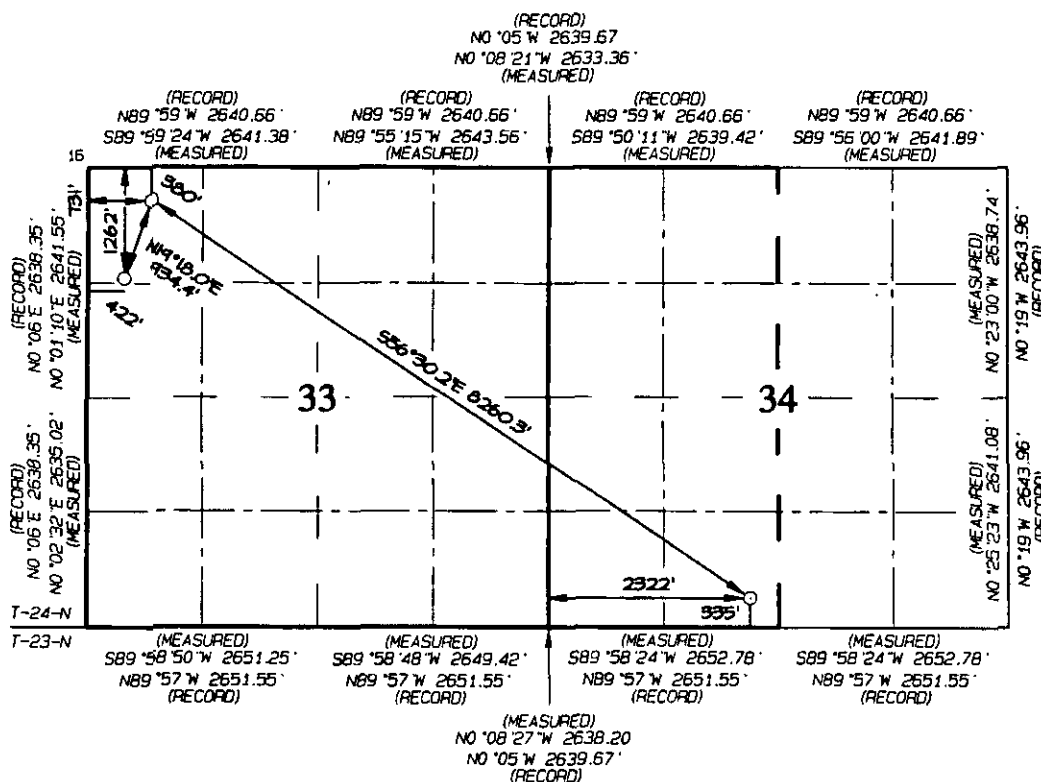 (RECORD)
N0 °05'W 2639.67
N0 °08'21"W 2633.36'
(MEASURED)
(RECORD)
N89 °59'W 2640.66'
S89 °59'24"W 2641.38'
(MEASURED)
(RECORD)
N89 °59'W 2640.66'
N89 °55'15"W 2643.56'
(MEASURED)
(RECORD)
N89 °59'W 2640.66'
S89 °50'11"W 2639.42'
(MEASURED)
(RECORD)
N89 °59'W 2640.66'
S89 °56'00"W 2641.89'
(MEASURED)
16
731'
380'
1262'
N19°18.0'E
934.4'
422'
S56°30.2'E 8260.3'
33
34
2322'
335'
(RECORD)
N0 °06'E 2638.35'
N0 °01'10"E 2641.55'
(MEASURED)
(RECORD)
N0 °06'E 2638.35'
N0 °02'32"E 2635.02'
(MEASURED)
N0 °23'00"W 2638.74'
(MEASURED)
N0 °19'W 2643.96'
(RECORD)
N0 °25'23"W 2641.08'
(MEASURED)
N0 °19'W 2643.96'
(RECORD)
T-24-N
T-23-N
(MEASURED)
S89 °58'50"W 2651.25'
N89 °57'W 2651.55'
(RECORD)
(MEASURED)
S89 °58'48"W 2649.42'
N89 °57'W 2651.55'
(RECORD)
(MEASURED)
S89 °58'24"W 2652.78'
N89 °57'W 2651.55'
(RECORD)
(MEASURED)
S89 °58'24"W 2652.78'
N89 °57'W 2651.55'
(RECORD)
(MEASURED)
N0 °08'27"W 2638.20
N0 °05'W 2639.67'
(RECORD)